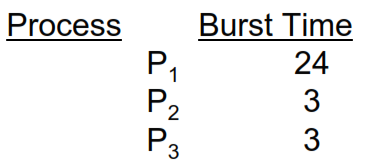 Process Burst Time
P₁ 24
P₂ 3
P₃ 3